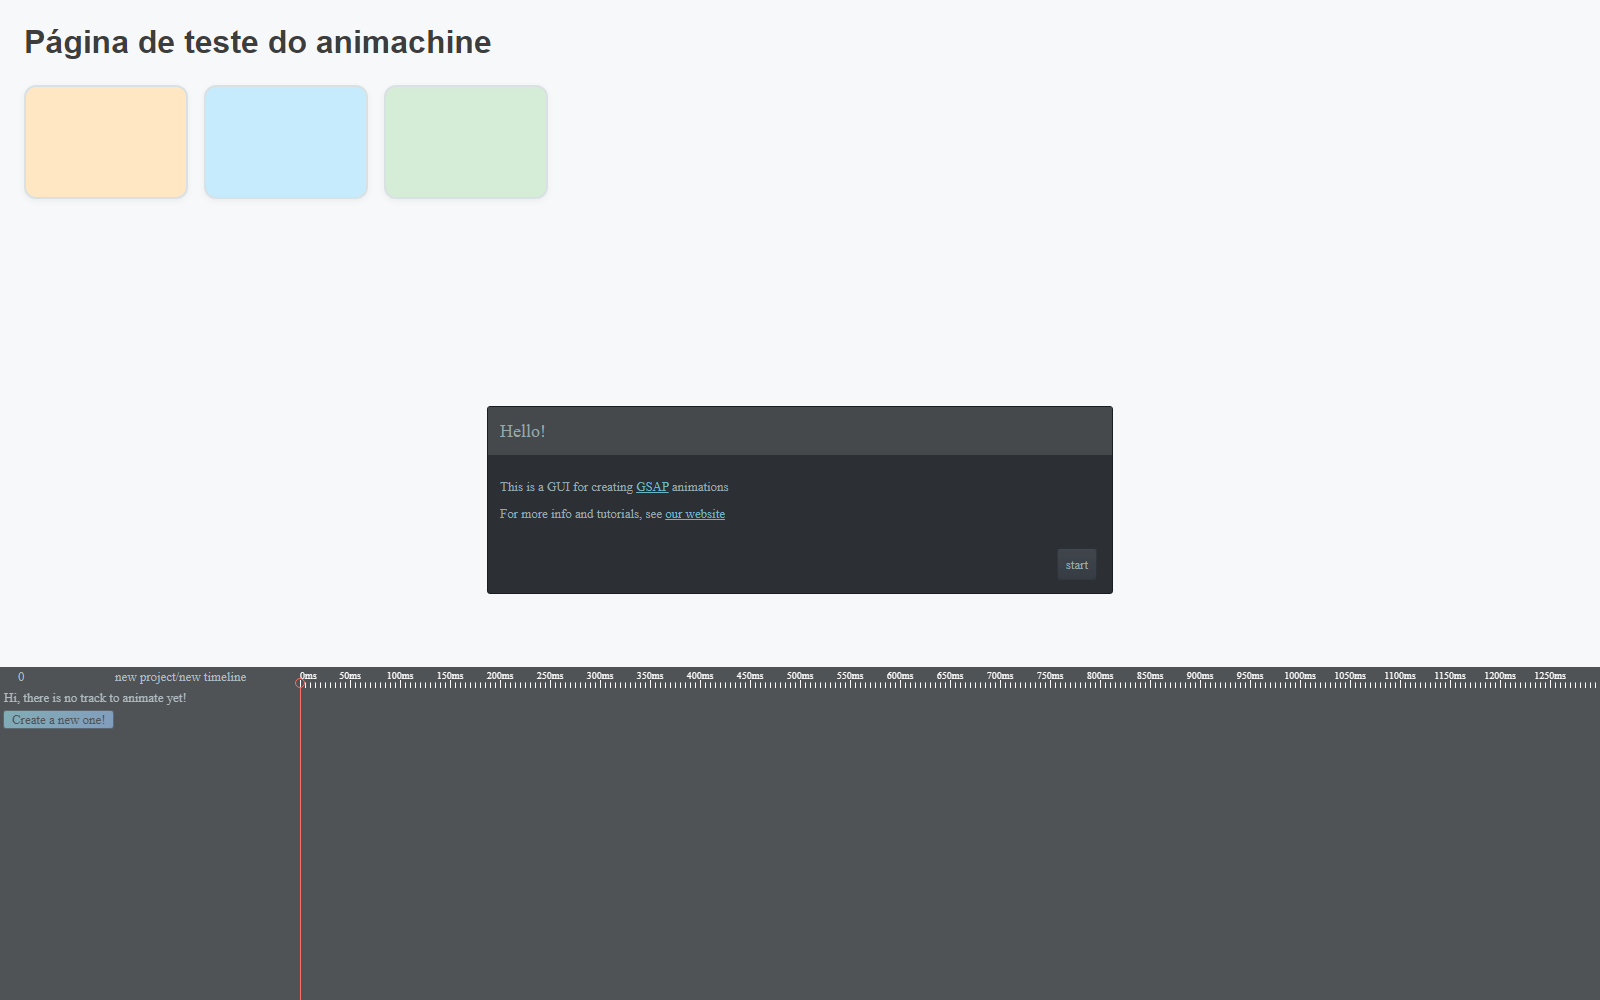 Página de teste do animachine
Hello!
This is a GUI for creating GSAP animations
For more info and tutorials, see our website
start
0 new project/new timeline 0ms 50ms 100ms 150ms 200ms 250ms 300ms 350ms 400ms 450ms 500ms 550ms 600ms 650ms 700ms 750ms 800ms 850ms 900ms 950ms 1000ms 1050ms 1100ms 1150ms 1200ms 1250ms
Hi, there is no track to animate yet!
Create a new one!